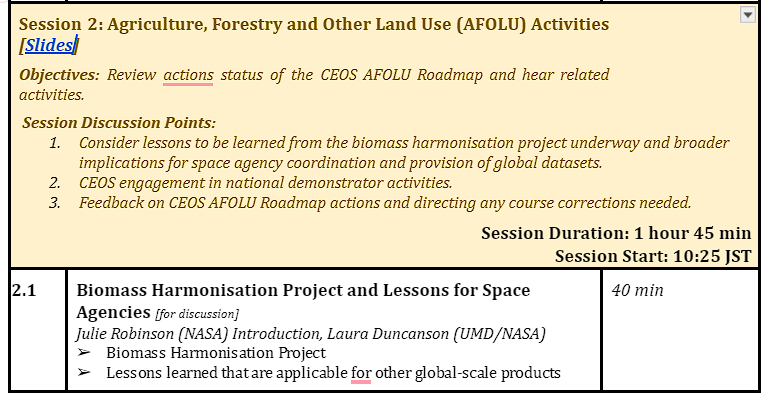 Session 2: Agriculture, Forestry and Other Land Use (AFOLU) Activities
[Slides]
Objectives: Review actions status of the CEOS AFOLU Roadmap and hear related
activities.
Session Discussion Points:
1. Consider lessons to be learned from the biomass harmonisation project underway and broader
implications for space agency coordination and provision of global datasets.
2. CEOS engagement in national demonstrator activities.
3. Feedback on CEOS AFOLU Roadmap actions and directing any course corrections needed.
Session Duration: 1 hour 45 min
Session Start: 10:25 JST
2.1 Biomass Harmonisation Project and Lessons for Space 40 min
Agencies [for discussion]
Julie Robinson (NASA) Introduction, Laura Duncanson (UMD/NASA)
➢ Biomass Harmonisation Project
➢ Lessons learned that are applicable for other global-scale products